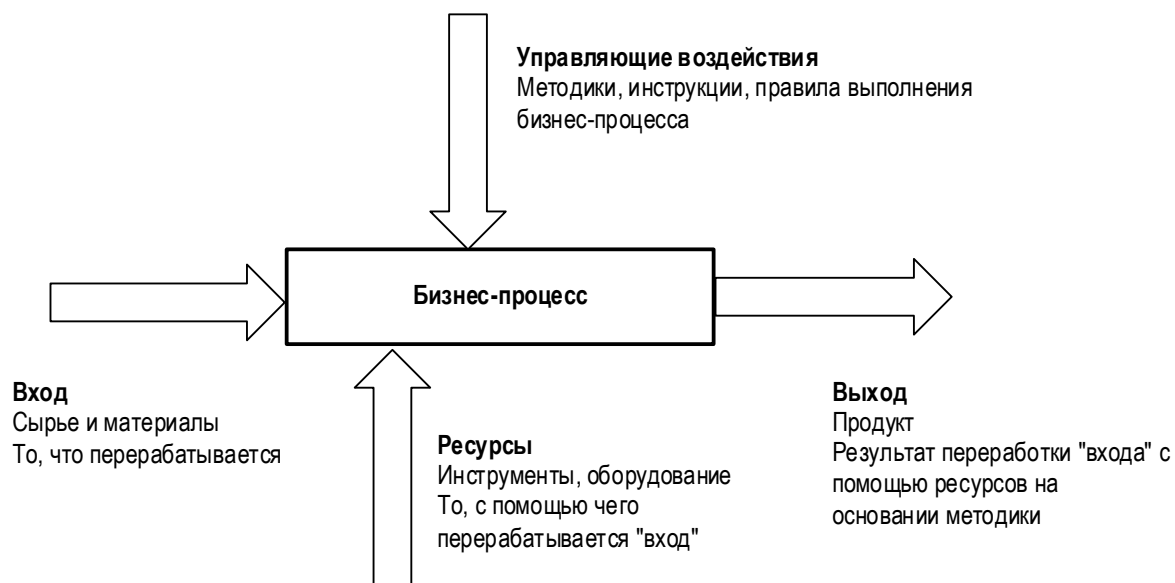 Управляющие воздействия
Методики, инструкции, правила выполнения
бизнес-процесса
Бизнес-процесс
Вход
Сырье и материалы
То, что перерабатывается
Ресурсы
Инструменты, оборудование
То, с помощью чего
перерабатывается "вход"
Выход
Продукт
Результат переработки "входа" с
помощью ресурсов на
основании методики